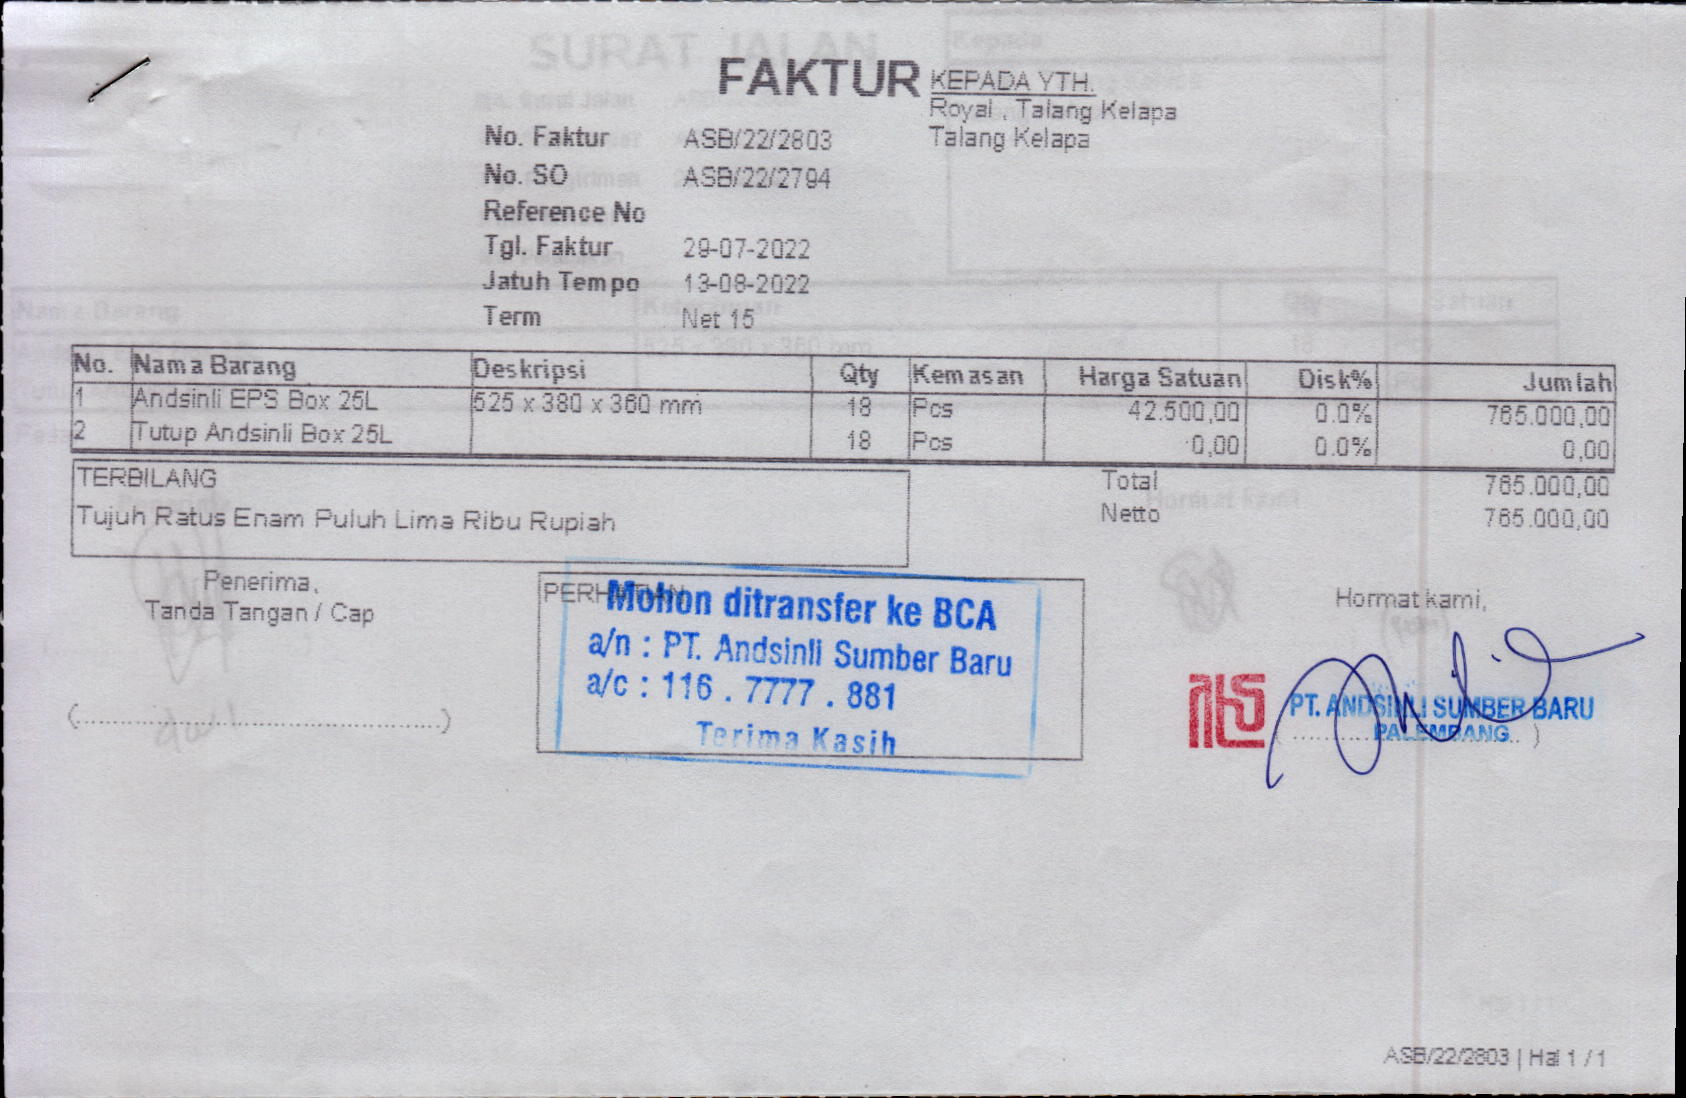 FAKTUR
KEPADA YTH.
Royal , Talang Kelapa
Talang Kelapa
No. Faktur ASB/22/2803
No. SO ASB/22/2794
Reference No
Tgl. Faktur 29-07-2022
Jatuh Tempo 13-08-2022
Term Net 15
No. Nama Barang Deskripsi Qty Kemasan Harga Satuan Disk% Jumlah
1 Andsinli EPS Box 25L 525 x 380 x 360 mm 18 Pcs 42.500,00 0.0% 765.000,00
2 Tutup Andsinli Box 25L 18 Pcs 0,00 0.0% 0,00
TERBILANG
Tujuh Ratus Enam Puluh Lima Ribu Rupiah
Total 765.000,00
Netto 765.000,00
Penerima,
Tanda Tangan / Cap
PERHATIAN
Mohon ditransfer ke BCA
a/n : PT. Andsinli Sumber Baru
a/c : 116 . 7777 . 881
Terima Kasih
Hormat kami,
PT. ANDSINLI SUMBER BARU
PALEMBANG
ASB/22/2803 | Hal 1 / 1